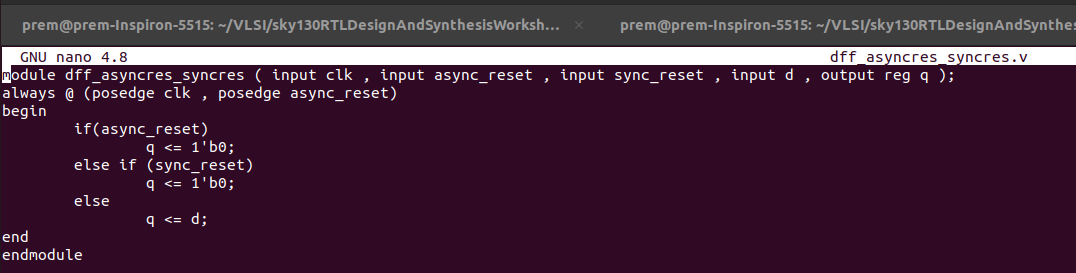 prem@prem-Inspiron-5515: ~/VLSI/sky130RTLDesignAndSynthesisWorksh... × prem@prem-Inspiron-5515: ~/VLSI/sky130RTLDesignAndSynthes
GNU nano 4.8 dff_asyncres_syncres.v
module dff_asyncres_syncres ( input clk , input async_reset , input sync_reset , input d , output reg q );
always @ (posedge clk , posedge async_reset)
begin
if(async_reset)
q <= 1'b0;
else if (sync_reset)
q <= 1'b0;
else
q <= d;
end
endmodule